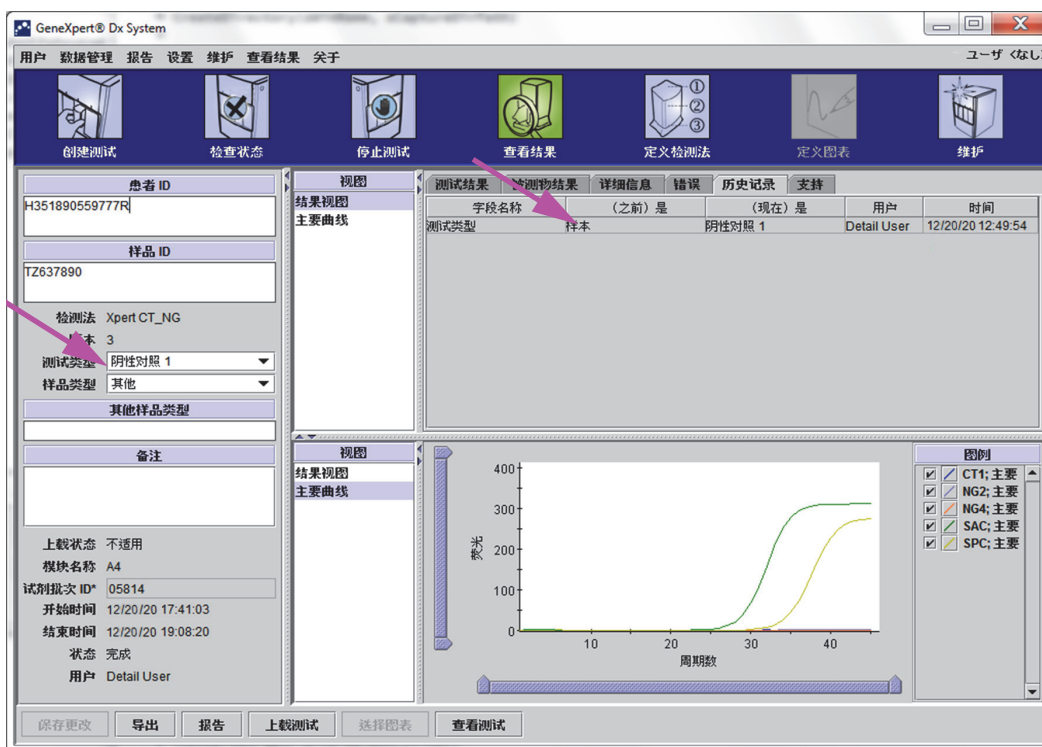 GeneXpert® Dx System
用户 数据管理 报告 设置 维护 查看结果 关于
ユーザ〈なし
创建测试 检查状态 停止测试 查看结果 定义检测法 定义图表 维护
患者 ID
H351890559777R
样品 ID
TZ637890
检测法 Xpert CT_NG
本 3
测试类型 阴性对照 1
样品类型 其他
其他样品类型
备注
上载状态 不适用
模块名称 A4
试剂批次 ID* 05814
开始时间 12/20/20 17:41:03
结束时间 12/20/20 19:08:20
状态 完成
用户 Detail User
视图
结果视图
主要曲线
测试结果 被测物结果 详细信息 错误 历史记录 支持
字段名称 （之前）是 （现在）是 用户 时间
测试类型 样本 阴性对照 1 Detail User 12/20/20 12:49:54
视图
结果视图
主要曲线
400
300
200
100
0
荧光
10 20 30 40
周期数
图例
CT1; 主要
NG2; 主要
NG4; 主要
SAC; 主要
SPC; 主要
保存更改 导出 报告 上载测试 选择图表 查看测试